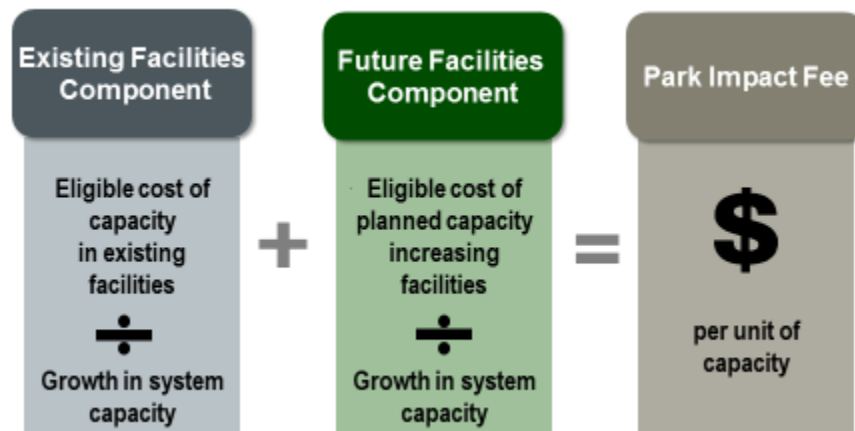 Existing Facilities
Component
Eligible cost of
capacity
in existing
facilities
÷
Growth in system
capacity
+
Future Facilities
Component
Eligible cost of
planned capacity
increasing
facilities
÷
Growth in system
capacity
=
Park Impact Fee
$
per unit of
capacity